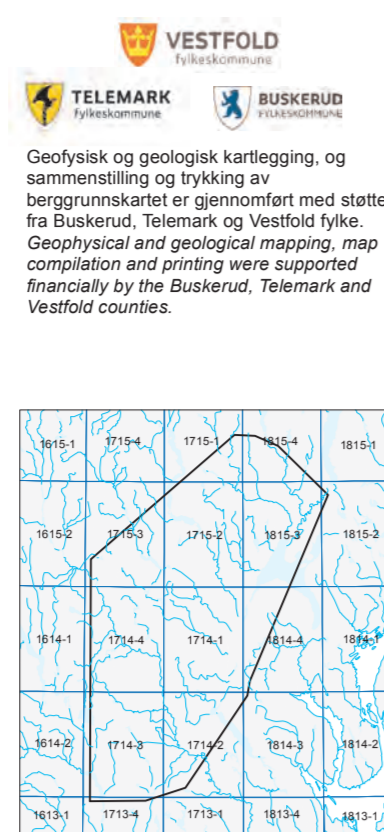 VESTFOLD
fylkeskommune
TELEMARK
fylkeskommune
BUSKERUD
FYLKESKOMMUNE
Geofysisk og geologisk kartlegging, og
sammenstilling og trykking av
berggrunnskartet er gjennomført med støtte
fra Buskerud, Telemark og Vestfold fylke.
Geophysical and geological mapping, map
compilation and printing were supported
financially by the Buskerud, Telemark and
Vestfold counties.
1615-1 1715-4 1715-1 1815-4 1815-1
1615-2 1715-3 1715-2 1815-3 1815-2
1614-1 1714-4 1714-1 1814-4 1814-1
1614-2 1714-3 1714-2 1814-3 1814-2
1613-1 1713-4 1713-1 1813-4 1813-1